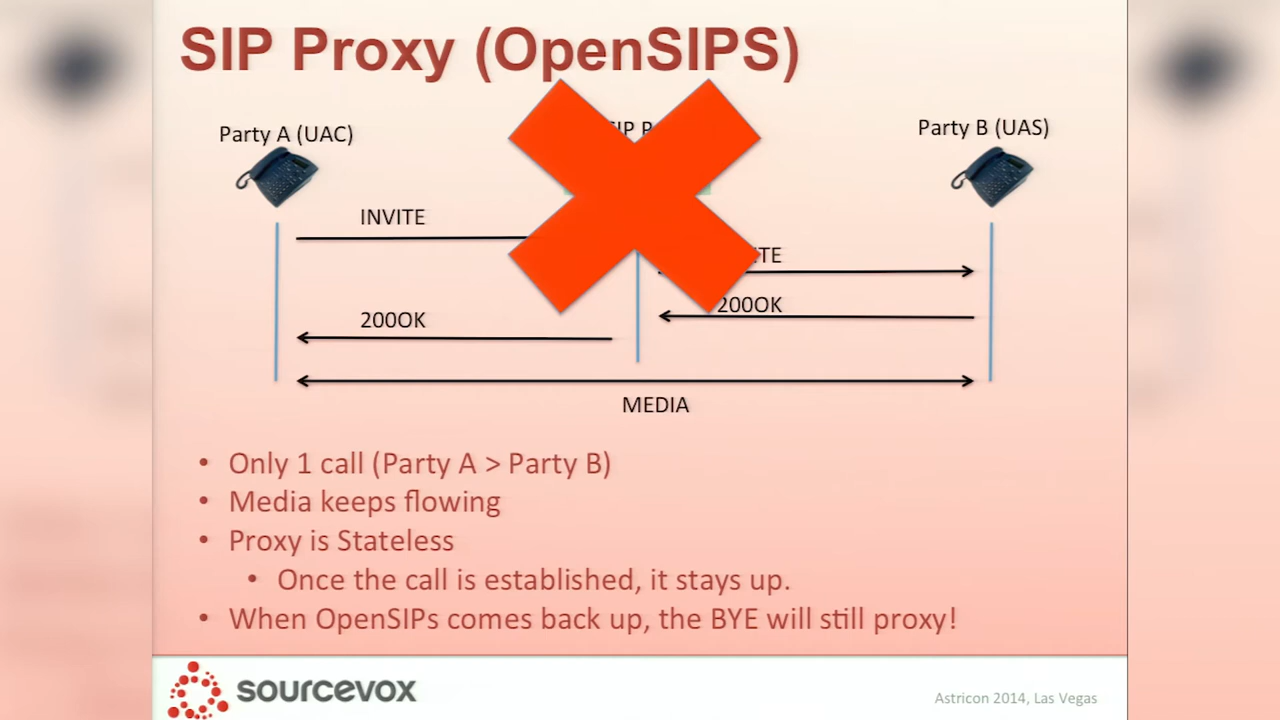 SIP Proxy (OpenSIPS)
Party A (UAC)
Party B (UAS)
INVITE
200OK
200OK
MEDIA
• Only 1 call (Party A > Party B)
• Media keeps flowing
• Proxy is Stateless
• Once the call is established, it stays up.
• When OpenSIPs comes back up, the BYE will still proxy!
sourcevox
Astricon 2014, Las Vegas